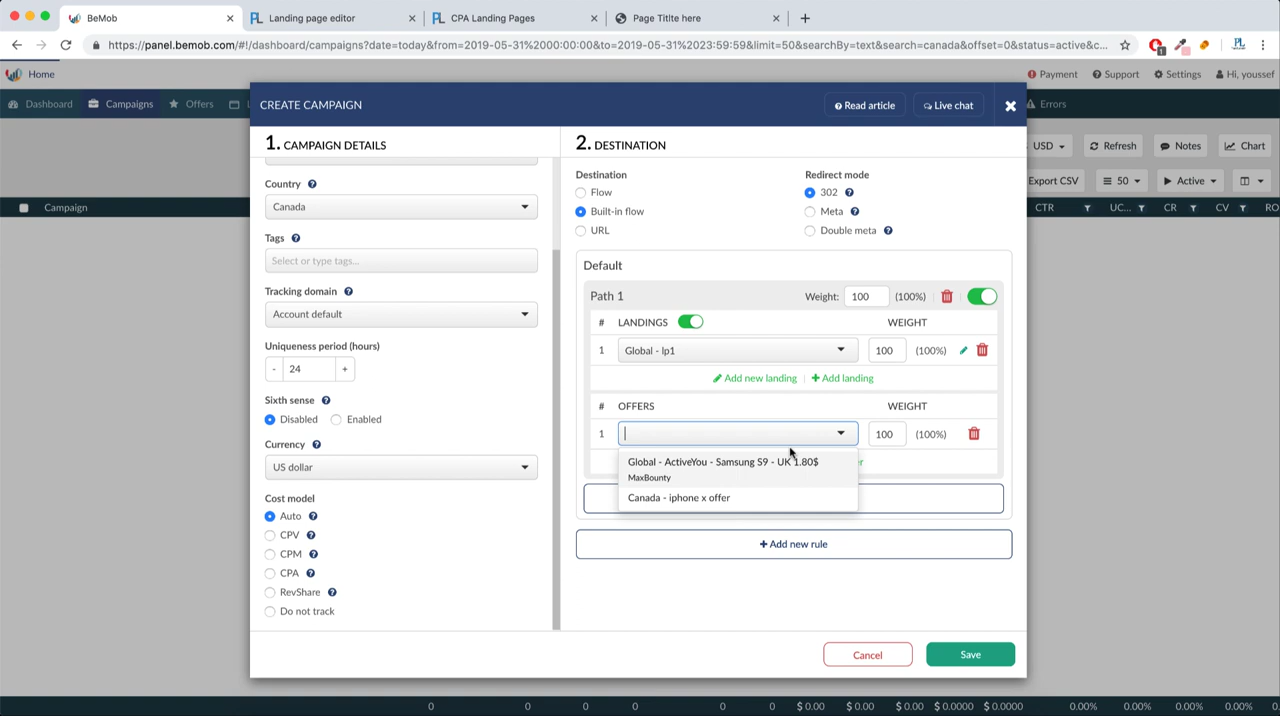 BeMob
Landing page editor
CPA Landing Pages
Page Titlte here
https://panel.bemob.com/#!/dashboard/campaigns?date=today&from=2019-05-31%2000:00:00&to=2019-05-31%2023:59:59&limit=50&searchBy=text&search=canada&offset=0&status=active&c...
Home
Payment
Support
Settings
Hi, youssef
Dashboard
Campaigns
Offers
L
Errors
CREATE CAMPAIGN
Read article
Live chat
1. CAMPAIGN DETAILS
2. DESTINATION
USD
Refresh
Notes
Chart
Export CSV
50
Active
Campaign
CTR
UC...
CR
CV
RO
Country
Canada
Tags
Select or type tags...
Tracking domain
Account default
Uniqueness period (hours)
- 24 +
Sixth sense
Disabled
Enabled
Currency
US dollar
Cost model
Auto
CPV
CPM
CPA
RevShare
Do not track
Destination
Flow
Built-in flow
URL
Redirect mode
302
Meta
Double meta
Default
Path 1
Weight: 100 (100%)
# LANDINGS WEIGHT
1 Global - lp1 100 (100%)
Add new landing
+ Add landing
# OFFERS WEIGHT
1 100 (100%)
Global - ActiveYou - Samsung S9 - UK 1.80$
MaxBounty
Canada - iphone x offer
+ Add new rule
Cancel
Save
0 0 0 0 0 $ 0.00 $ 0.00 $ 0.00 $ 0.0000 $ 0.0000 0.00% 0.00% 0.00% 0.00%